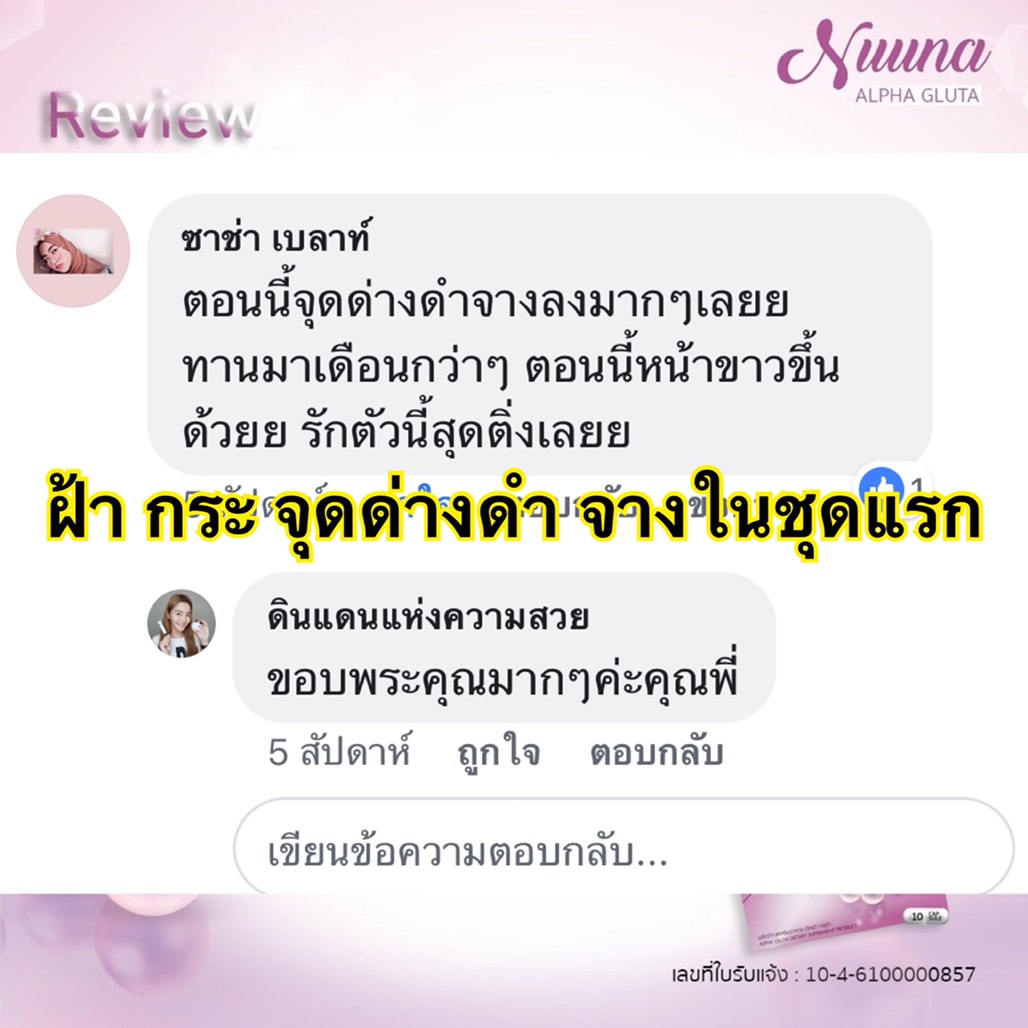 Nuuna
ALPHA GLUTA
Review
ซาช่า เบลาท์
ตอนนี้จุดด่างดำจางลงมากๆเลยย
ทานมาเดือนกว่าๆ ตอนนี้หน้าขาวขึ้น
ด้วยย รักตัวนี้สุดติ่งเลยย
1
ฝ้า กระ จุดด่างดำ จางในชุดแรก
ดินแดนแห่งความสวย
ขอบพระคุณมากๆค่ะคุณพี่
5 สัปดาห์ ถูกใจ ตอบกลับ
เขียนข้อความตอบกลับ...
10 CAP SULE
ALPHA GLUTA DIETARY SUPPLEMENT PRODUCT
เลขที่ใบรับแจ้ง : 10-4-6100000857